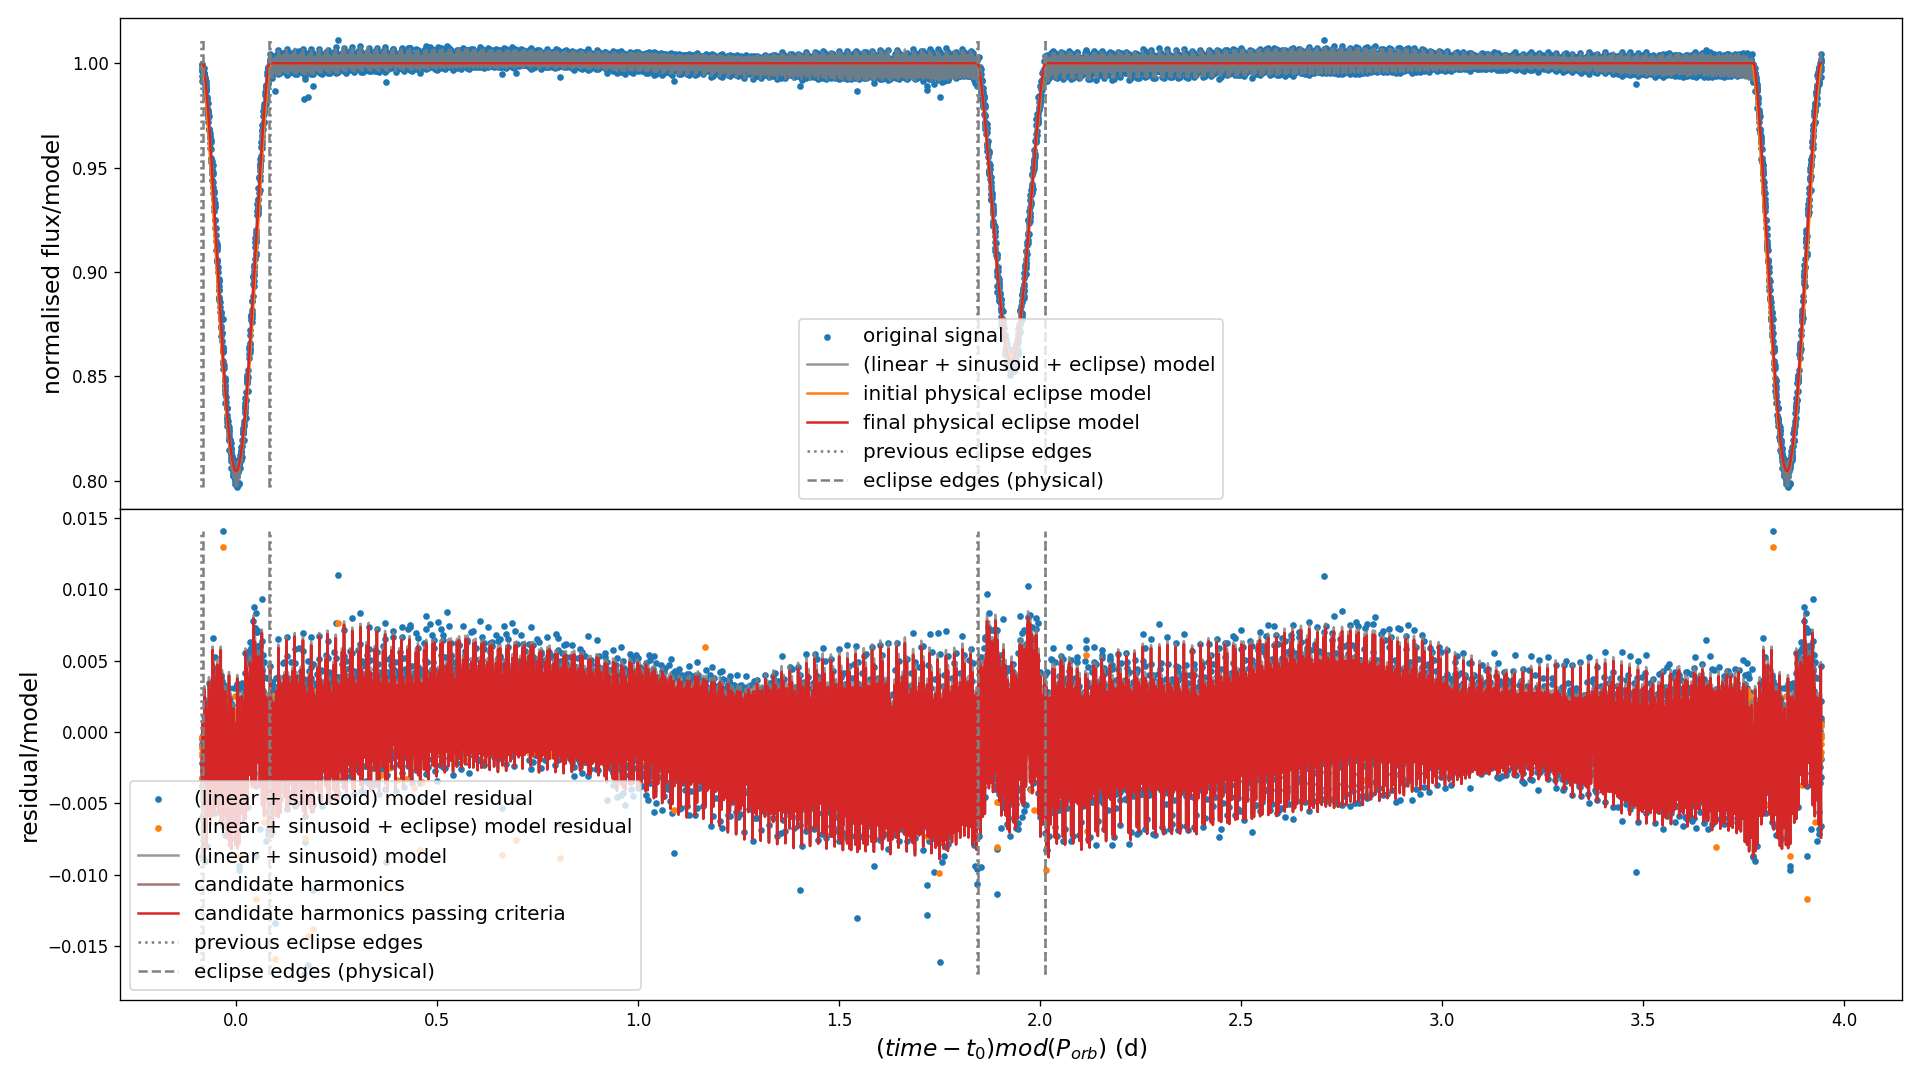 normalised flux/model
1.00
0.95
0.90
0.85
0.80
original signal
(linear + sinusoid + eclipse) model
initial physical eclipse model
final physical eclipse model
previous eclipse edges
eclipse edges (physical)
residual/model
0.015
0.010
0.005
0.000
−0.005
−0.010
−0.015
(linear + sinusoid) model residual
(linear + sinusoid + eclipse) model residual
(linear + sinusoid) model
candidate harmonics
candidate harmonics passing criteria
previous eclipse edges
eclipse edges (physical)
0.0 0.5 1.0 1.5 2.0 2.5 3.0 3.5 4.0
(time − t₀)mod(Pₒᵣb) (d)